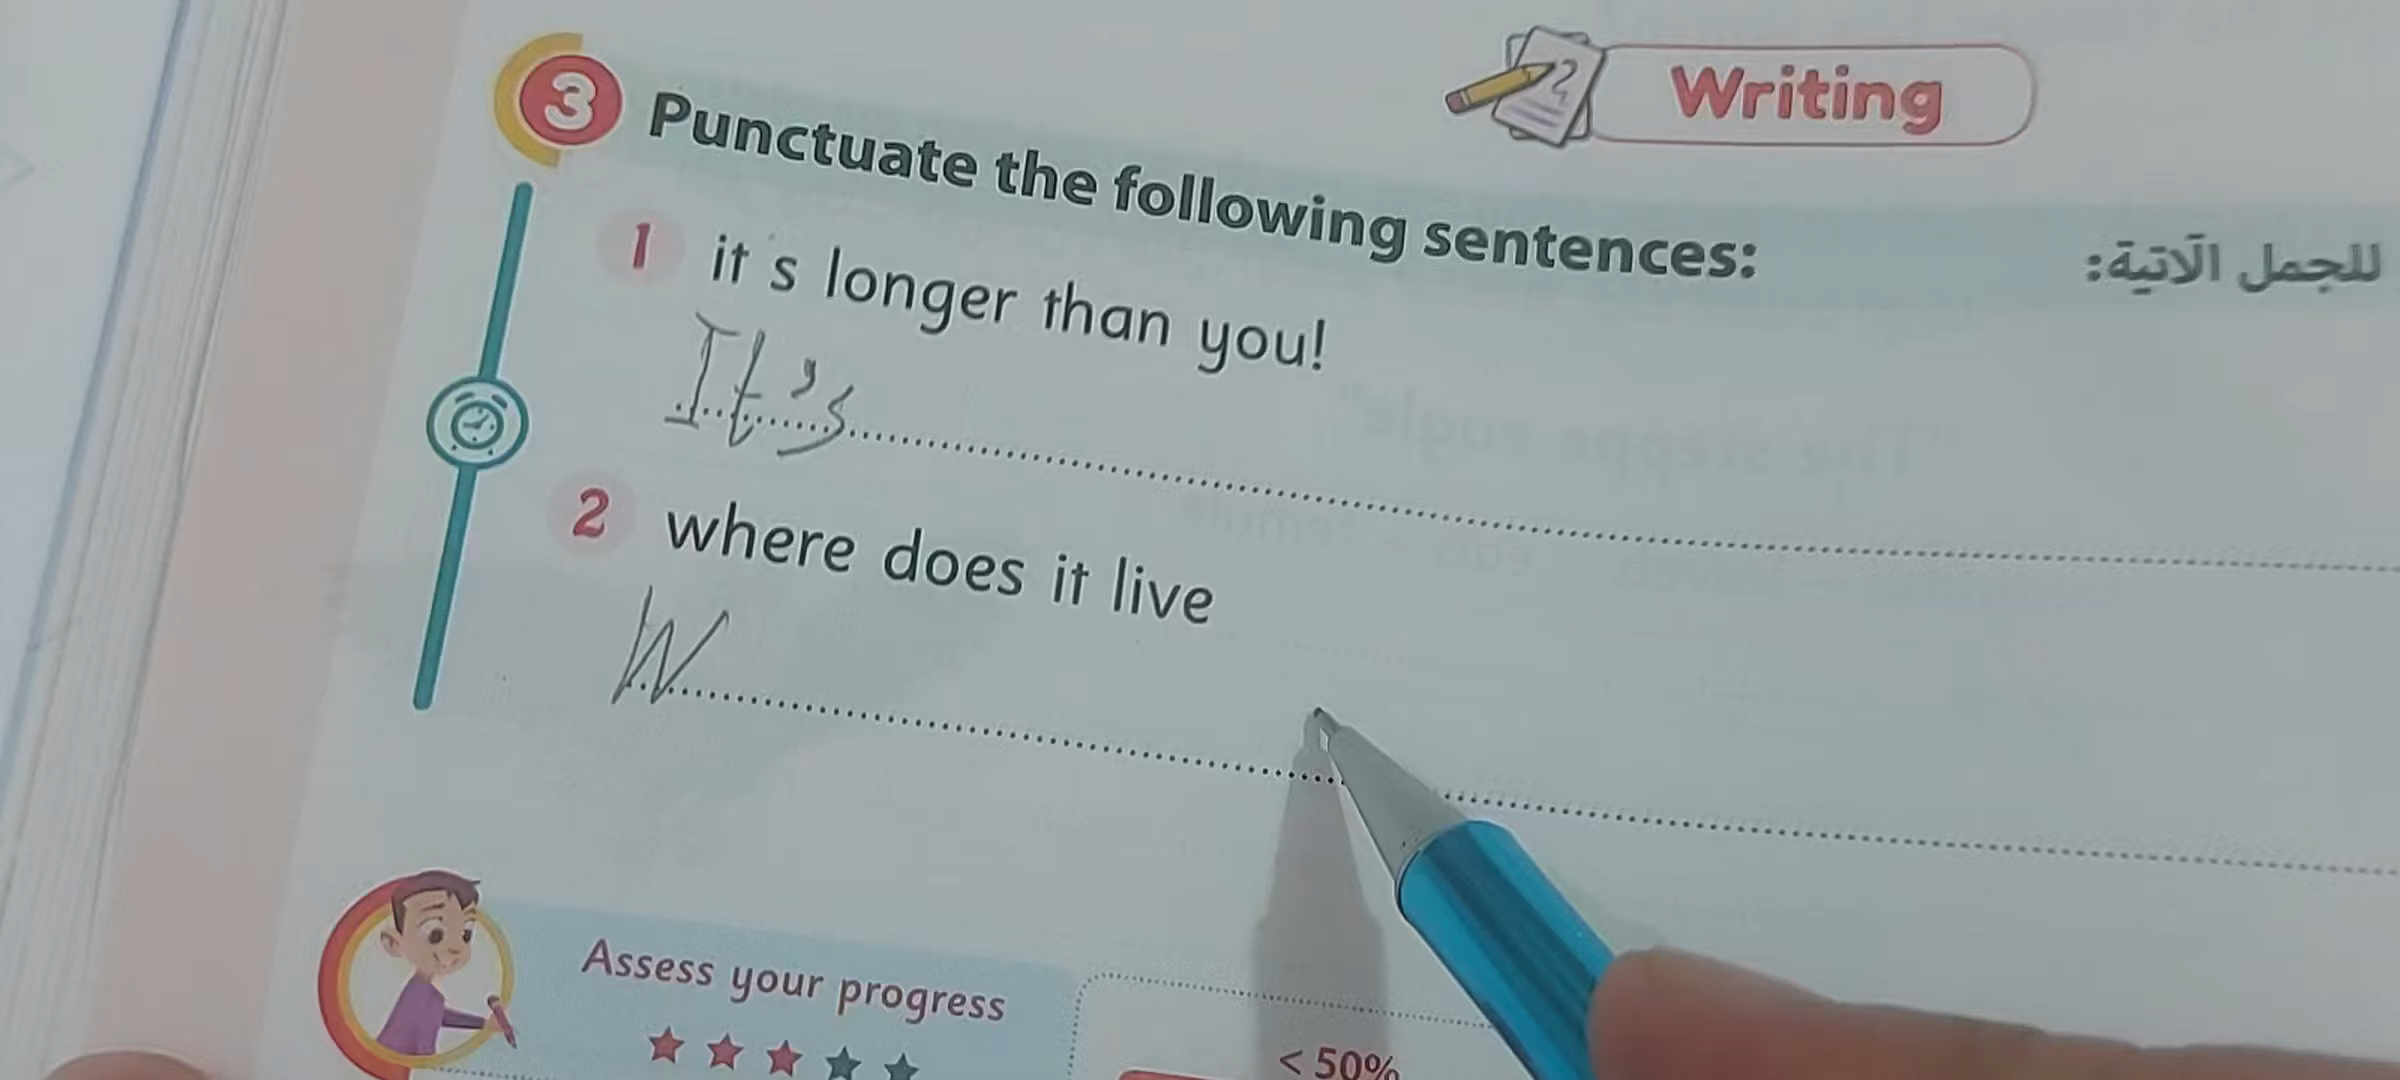 Writing
3 Punctuate the following sentences:
للجمل الآتية:
1 it s longer than you!
It's
2 where does it live
W
Assess your progress
< 50%